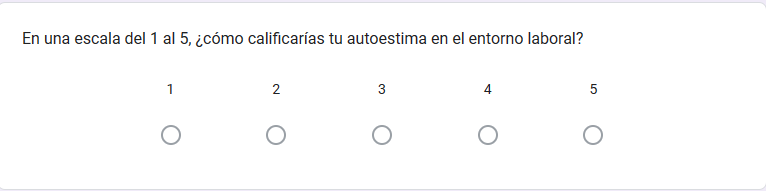 En una escala del 1 al 5, ¿cómo calificarías tu autoestima en el entorno laboral?
1 2 3 4 5